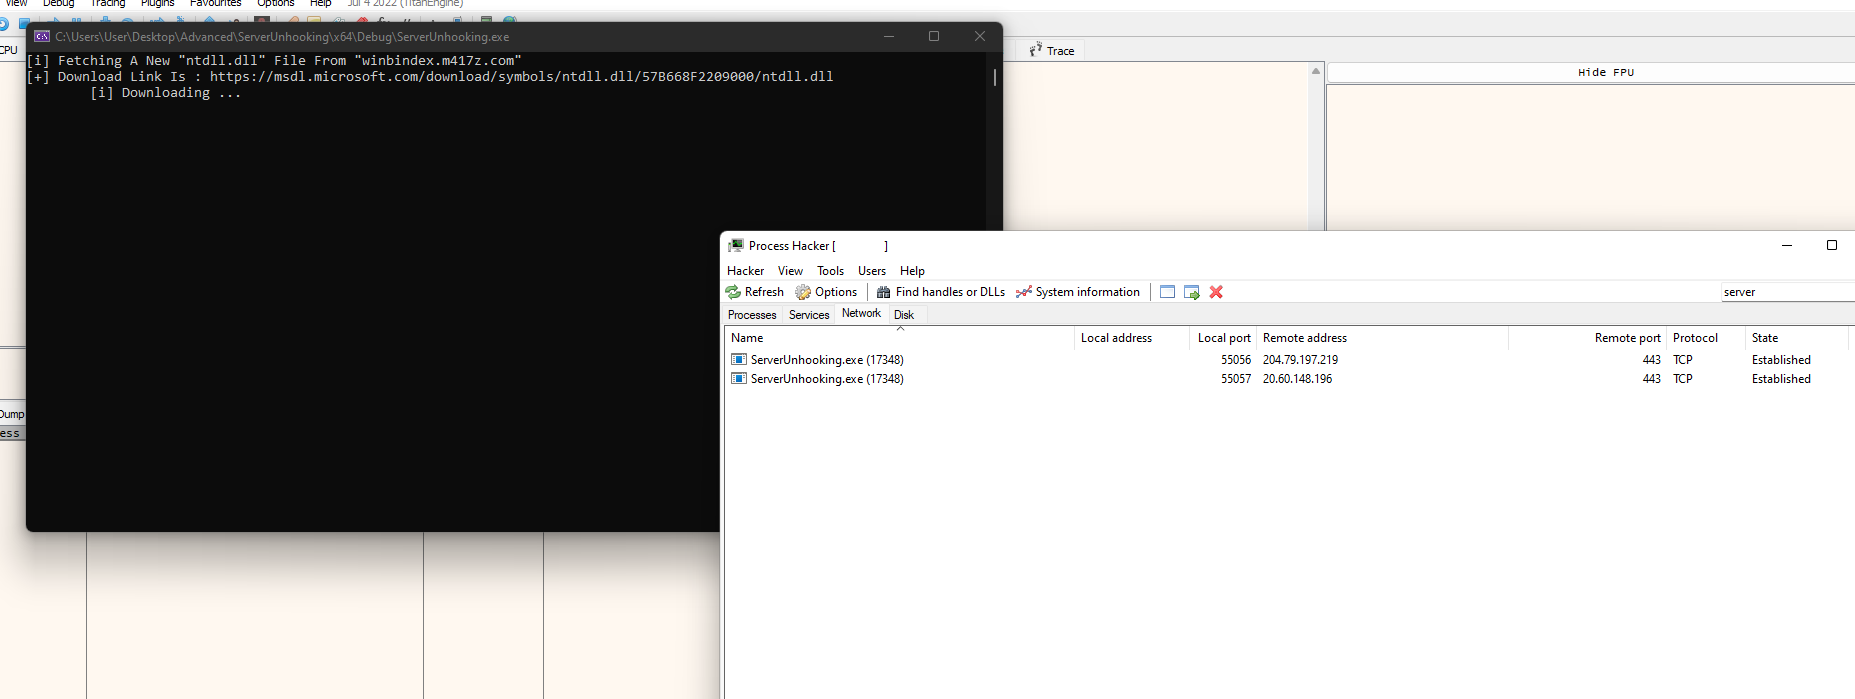 View Debug Tracing Plugins Favourites Options Help Jul 4 2022 (TitanEngine)
CPU
Trace
Hide FPU
C:\Users\User\Desktop\Advanced\ServerUnhooking\x64\Debug\ServerUnhooking.exe
[i] Fetching A New "ntdll.dll" File From "winbindex.m417z.com"
[+] Download Link Is : https://msdl.microsoft.com/download/symbols/ntdll.dll/57B668F2209000/ntdll.dll
[i] Downloading ...
Dump
ess
Process Hacker [ ]
Hacker View Tools Users Help
Refresh Options Find handles or DLLs System information server
Processes Services Network Disk
Name Local address Local port Remote address Remote port Protocol State
ServerUnhooking.exe (17348) 55056 204.79.197.219 443 TCP Established
ServerUnhooking.exe (17348) 55057 20.60.148.196 443 TCP Established